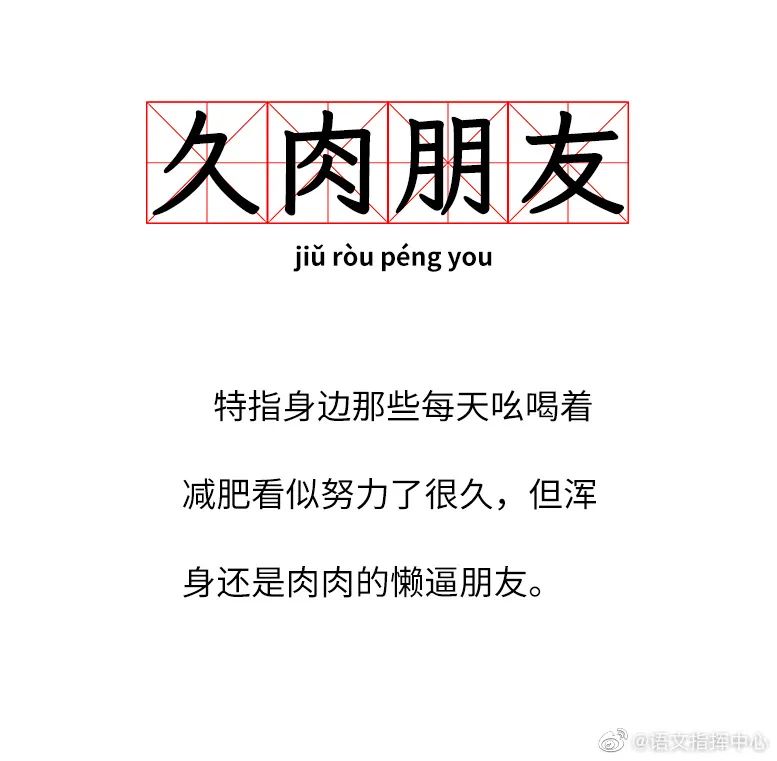 久肉朋友
jiǔ ròu péng you
特指身边那些每天吆喝着
减肥看似努力了很久，但浑
身还是肉肉的懒逼朋友。
@语文指挥中心